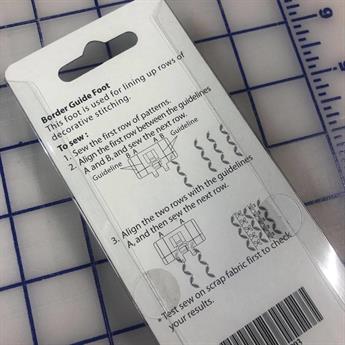 Border Guide Foot
This foot is used for lining up rows of
decorative stitching.
To sew :
1. Sew the first row of patterns.
2. Align the first row between the guidelines
A and B, and sew the next row.
Guideline A B Guideline
A A
3. Align the two rows with the guidelines
A, and then sew the next row.
* Test sew on scrap fabric first to check
your results.